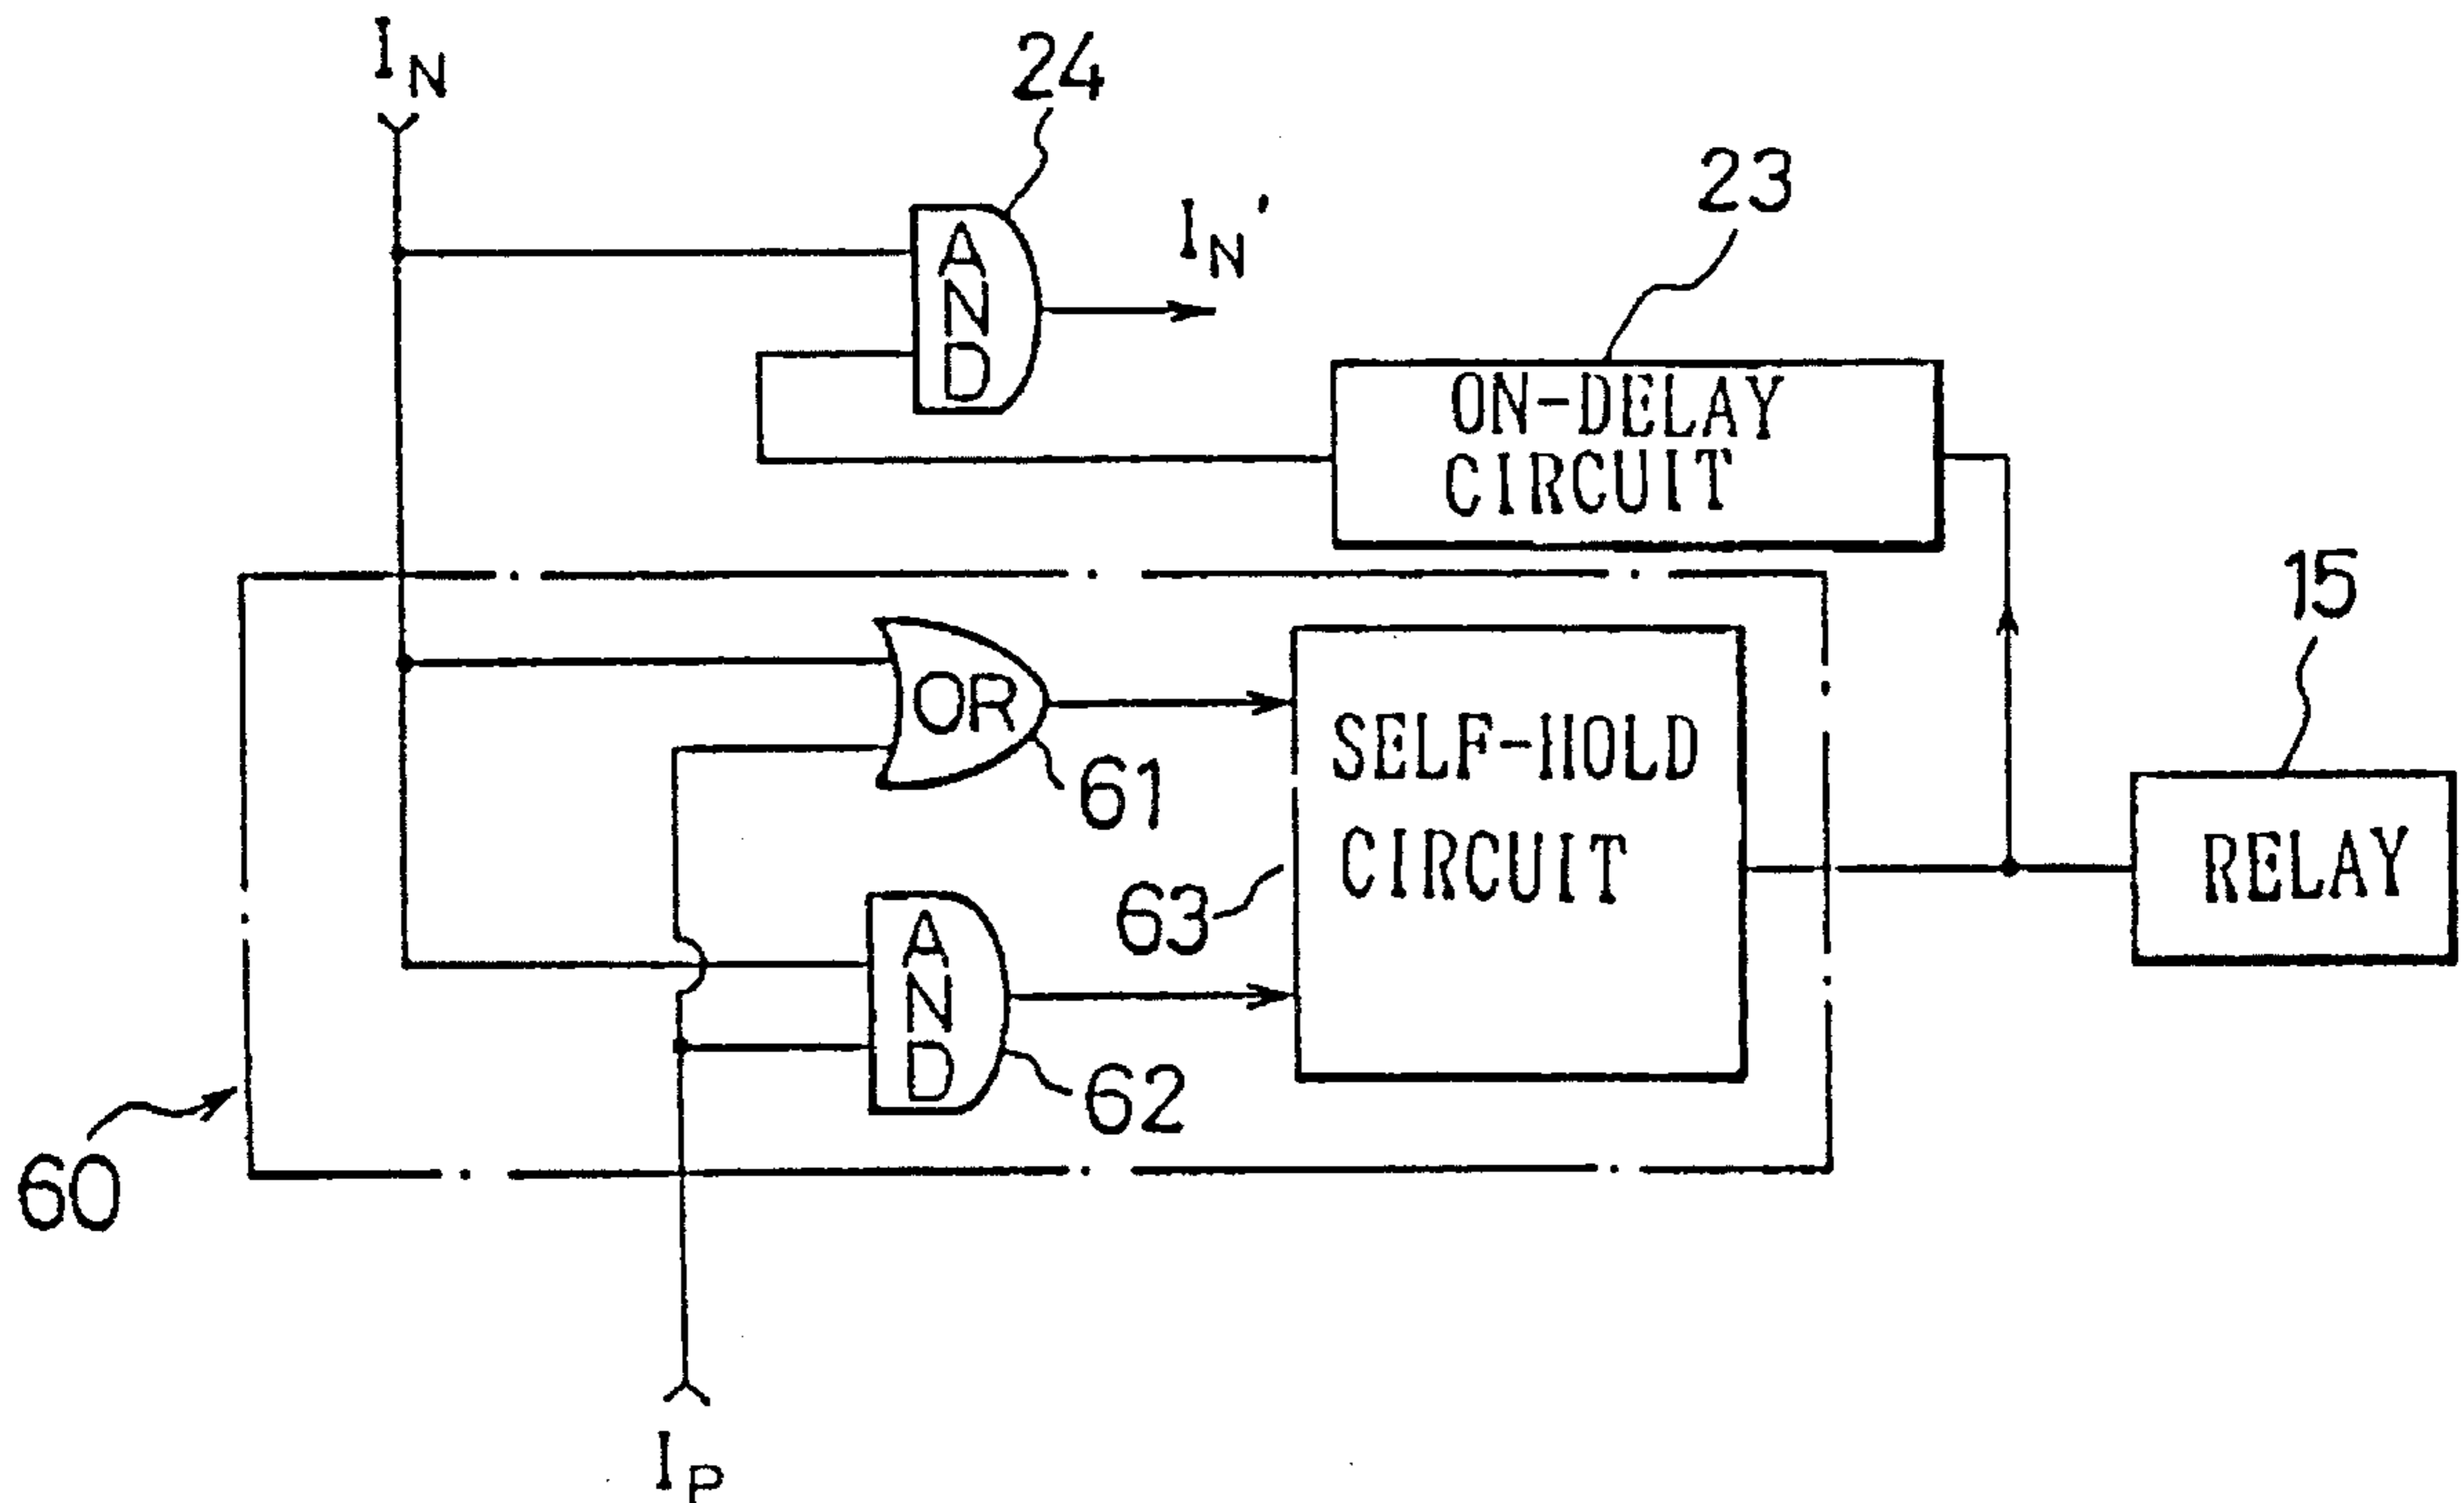 I_N
24
I_N'
23
AND
ON-DELAY
CIRCUIT
15
OR
61
SELF-HOLD
CIRCUIT
63
RELAY
AND
62
60
I_P